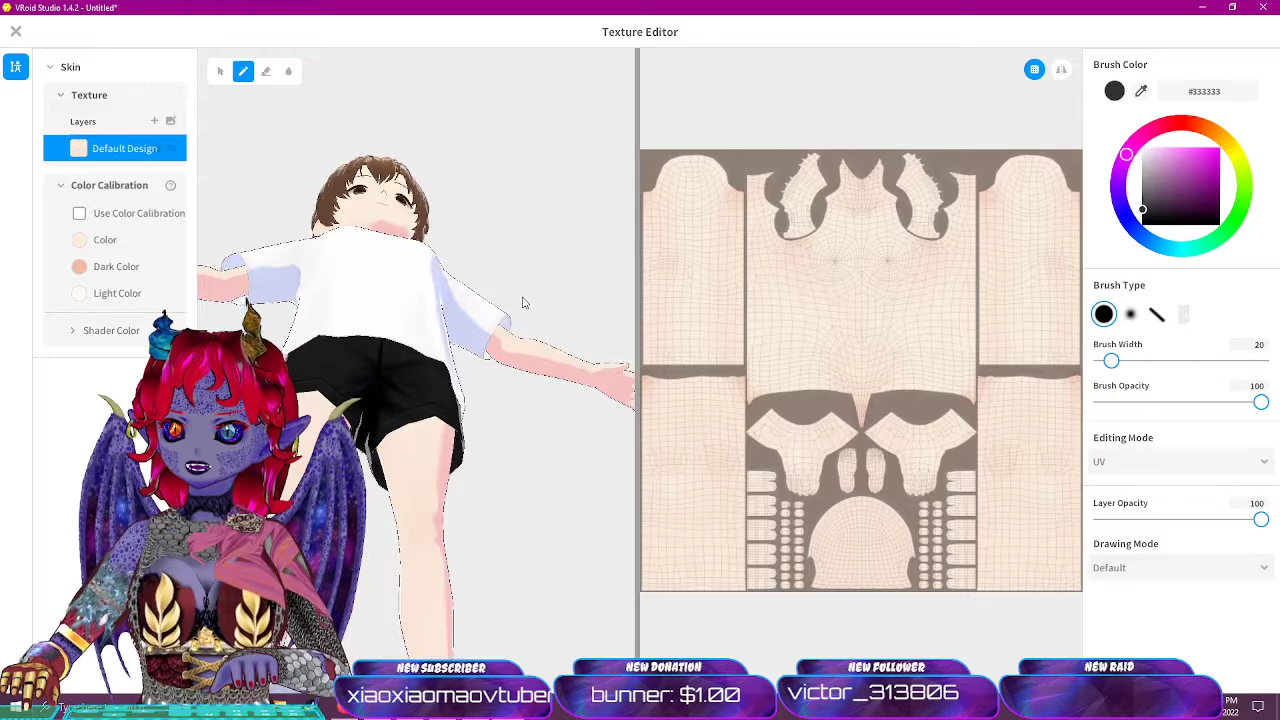 VRoid Studio 1.4.2 - Untitled*
Texture Editor
Skin
Texture
Layers
Default Design
Color Calibration
Use Color Calibration
Color
Dark Color
Light Color
Shader Color
Brush Color
#333333
Brush Type
Brush Width
20
Brush Opacity
100
Editing Mode
UV
Layer Opacity
100
Drawing Mode
Default
NEW SUBSCRIBER
xiaoxiaomaovtuber
NEW DONATION
bunner: $1.00
NEW FOLLOWER
victor_313806
NEW RAID
PM
2022